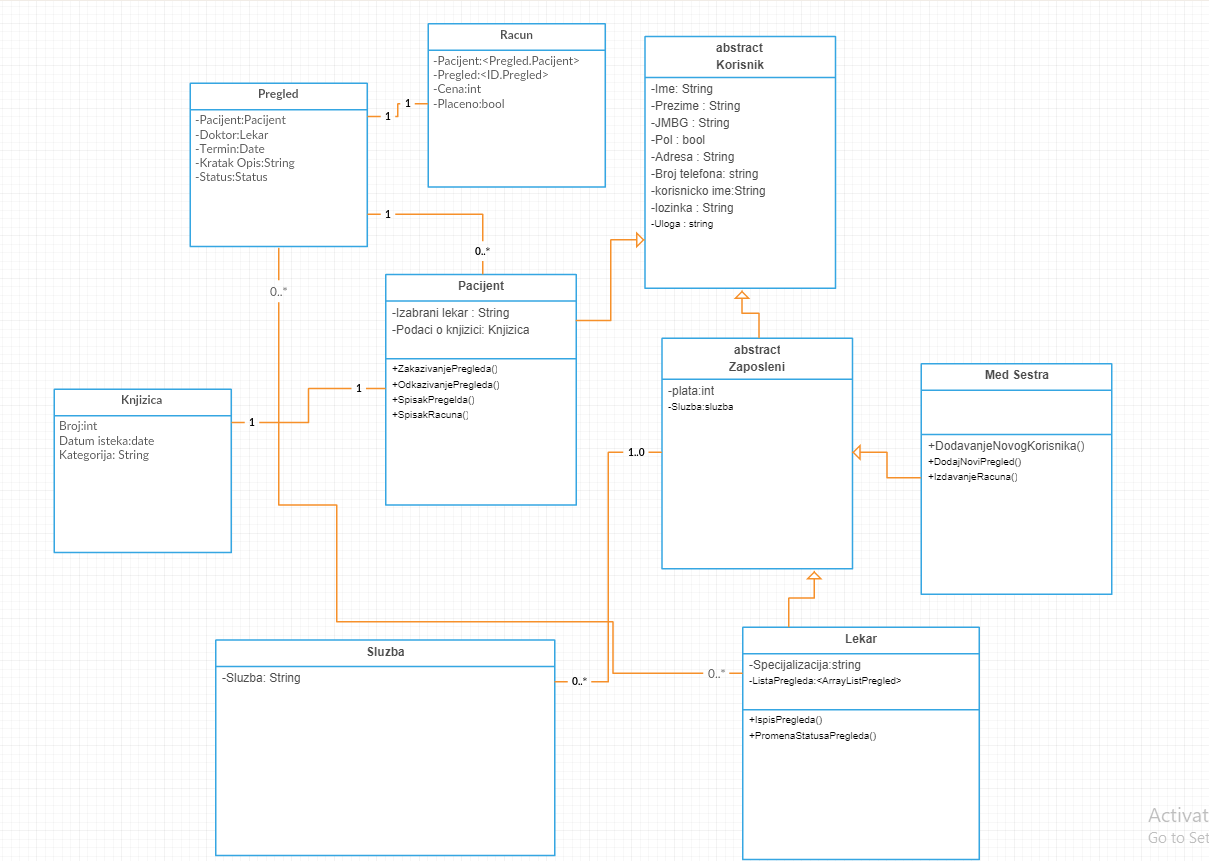 Racun
-Pacijent:<Pregled.Pacijent>
-Pregled:<ID.Pregled>
-Cena:int
-Placeno:bool
abstract
Korisnik
-Ime: String
-Prezime : String
-JMBG : String
-Pol : bool
-Adresa : String
-Broj telefona: string
-korisnicko ime:String
-lozinka : String
-Uloga : string
Pregled
-Pacijent:Pacijent
-Doktor:Lekar
-Termin:Date
-Kratak Opis:String
-Status:Status
1
1
1
0..*
0..*
Pacijent
-Izabrani lekar : String
-Podaci o knjizici: Knjizica
+ZakazivanjePregleda()
+OdkazivanjePregleda()
+SpisakPregelda()
+SpisakRacuna()
abstract
Zaposleni
-plata:int
-Sluzba:sluzba
Med Sestra
+DodavanjeNovogKorisnika()
+DodajNoviPregled()
+IzdavanjeRacuna()
Knjizica
Broj:int
Datum isteka:date
Kategorija: String
1
1
1..0
Sluzba
-Sluzba: String
0..*
0..*
Lekar
-Specijalizacija:string
-ListaPregleda:<ArrayListPregled>
+IspisPregleda()
+PromenaStatusaPregleda()
Activat
Go to Set